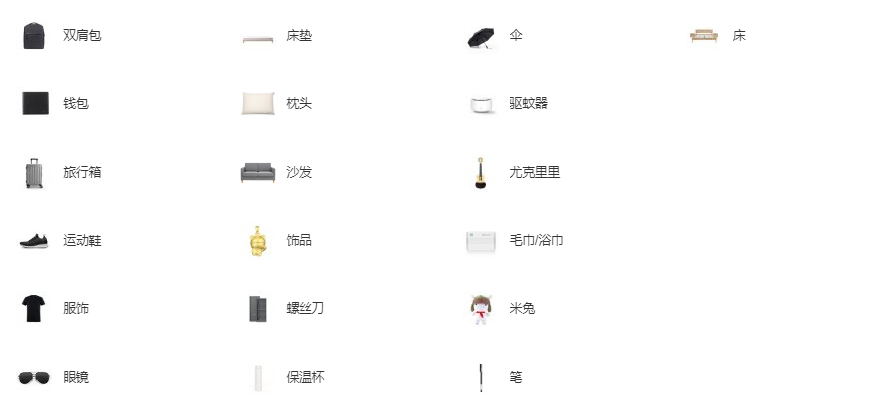 双肩包
床垫
伞
床
钱包
枕头
驱蚊器
旅行箱
沙发
尤克里里
运动鞋
饰品
毛巾/浴巾
服饰
螺丝刀
米兔
眼镜
保温杯
笔